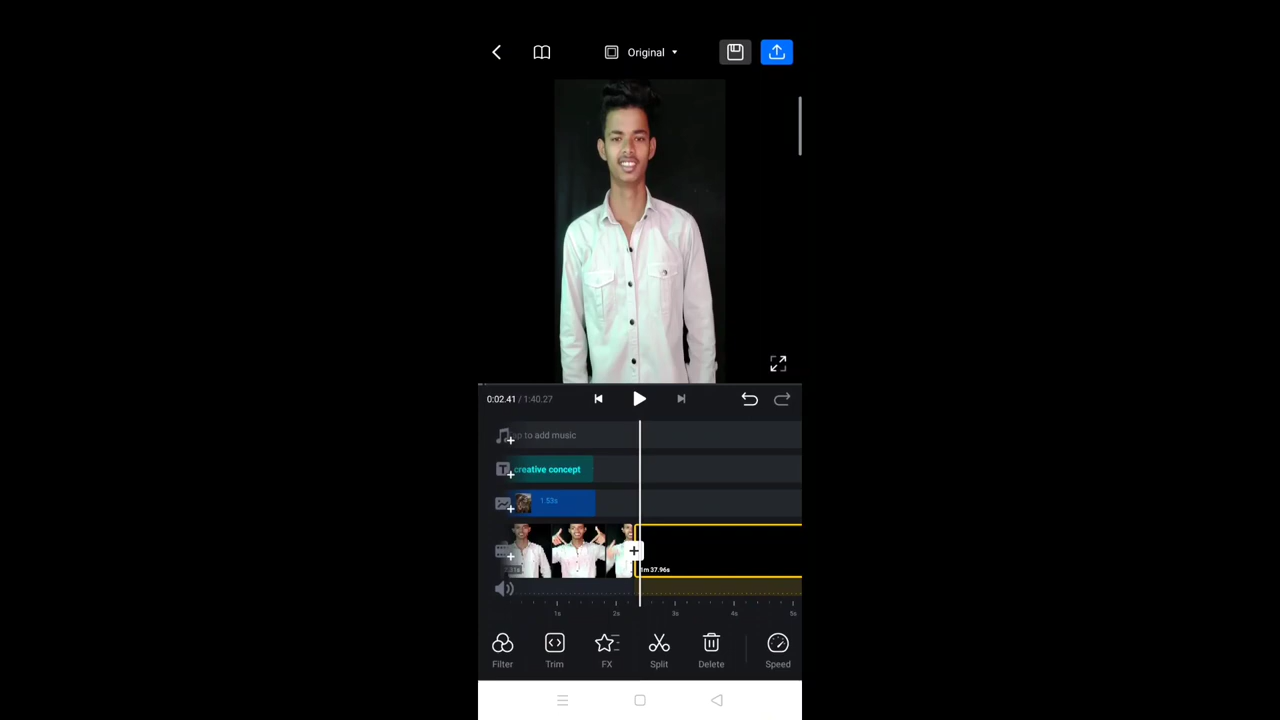 Original
0:02.41 / 1:40.27
ap to add music
creative concept
1.53s
1m 37.96s
1s 2s 3s 4s 5s
Filter Trim FX Split Delete Speed